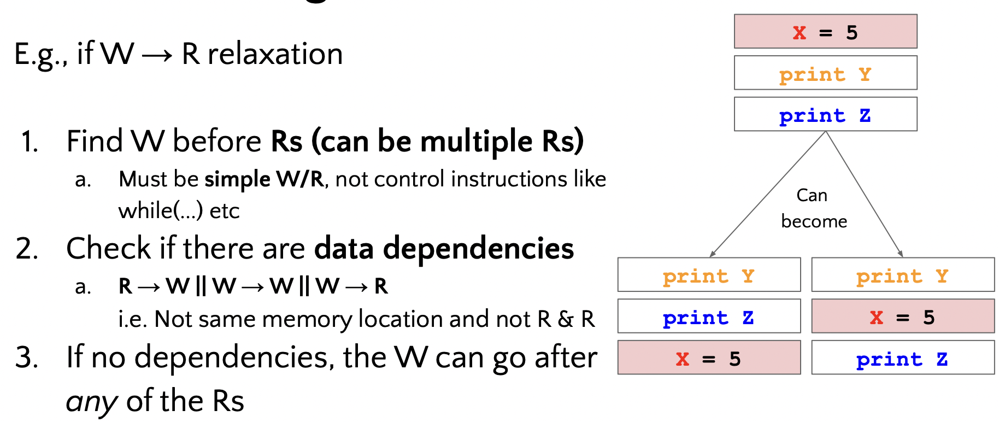 E.g., if W → R relaxation
1. Find W before Rs (can be multiple Rs)
a. Must be simple W/R, not control instructions like
while(...) etc
2. Check if there are data dependencies
a. R → W || W → W || W → R
i.e. Not same memory location and not R & R
3. If no dependencies, the W can go after
any of the Rs
X = 5
print Y
print Z
Can
become
print Y
print Z
X = 5
print Y
X = 5
print Z